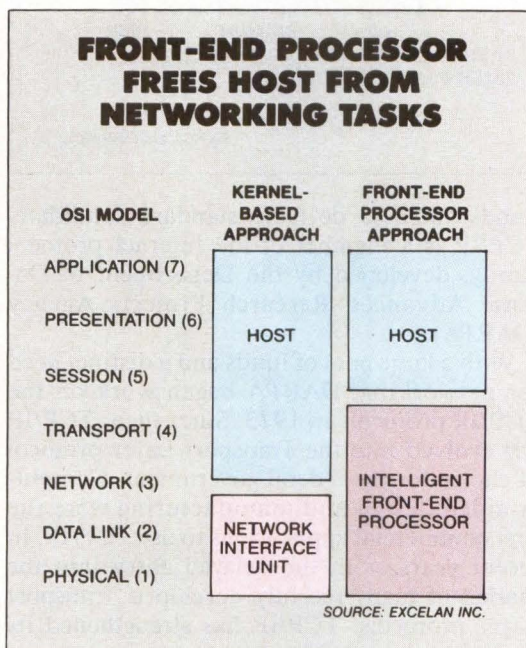 FRONT-END PROCESSOR
FREES HOST FROM
NETWORKING TASKS
OSI MODEL
KERNEL-
BASED
APPROACH
FRONT-END
PROCESSOR
APPROACH
APPLICATION (7)
PRESENTATION (6)
SESSION (5)
TRANSPORT (4)
NETWORK (3)
DATA LINK (2)
PHYSICAL (1)
HOST
NETWORK
INTERFACE
UNIT
HOST
INTELLIGENT
FRONT-END
PROCESSOR
SOURCE: EXCELAN INC.